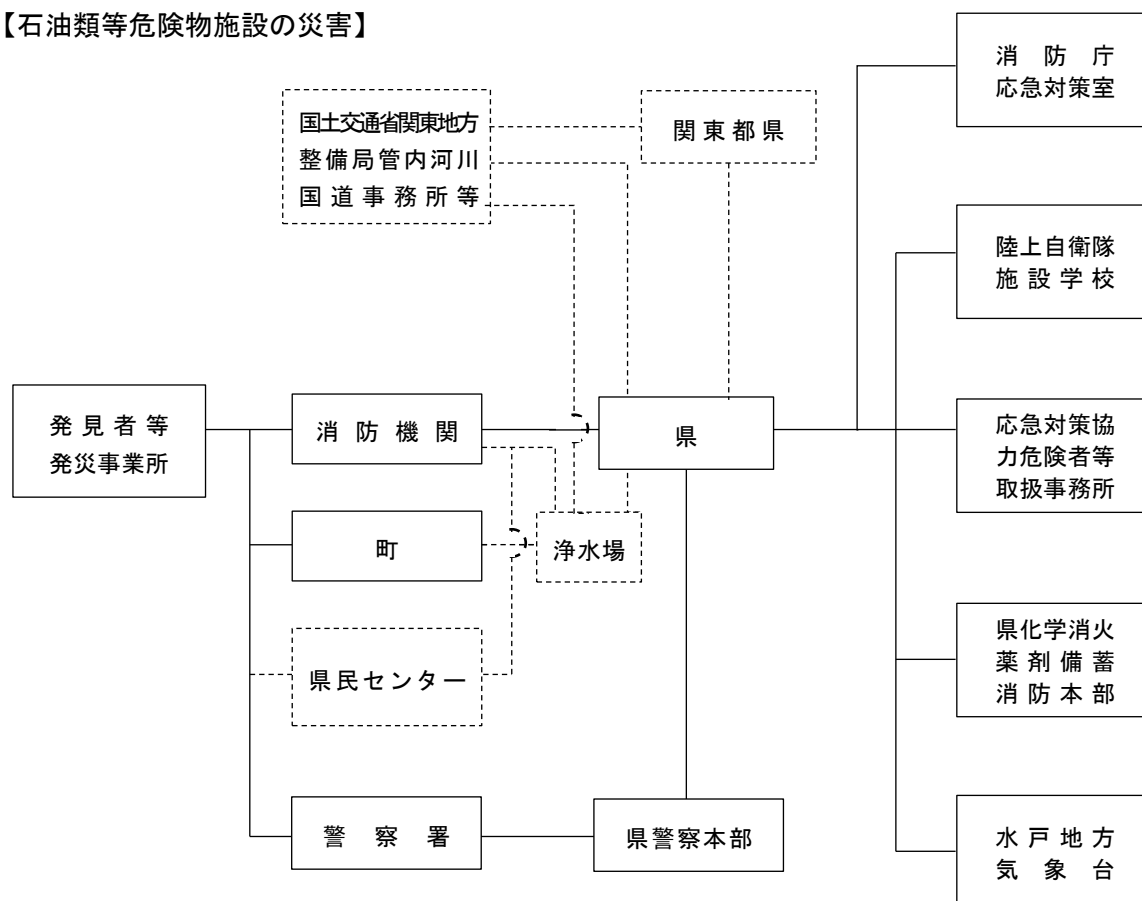 【石油類等危険物施設の災害】
消防庁
応急対策室
国土交通省関東地方
整備局管内河川
国道事務所等
関東都県
陸上自衛隊
施設学校
発見者等
発災事業所
消防機関
県
応急対策協
力危険者等
取扱事務所
町
浄水場
県民センター
県化学消火
薬剤備蓄
消防本部
警察署
県警察本部
水戸地方
気象台